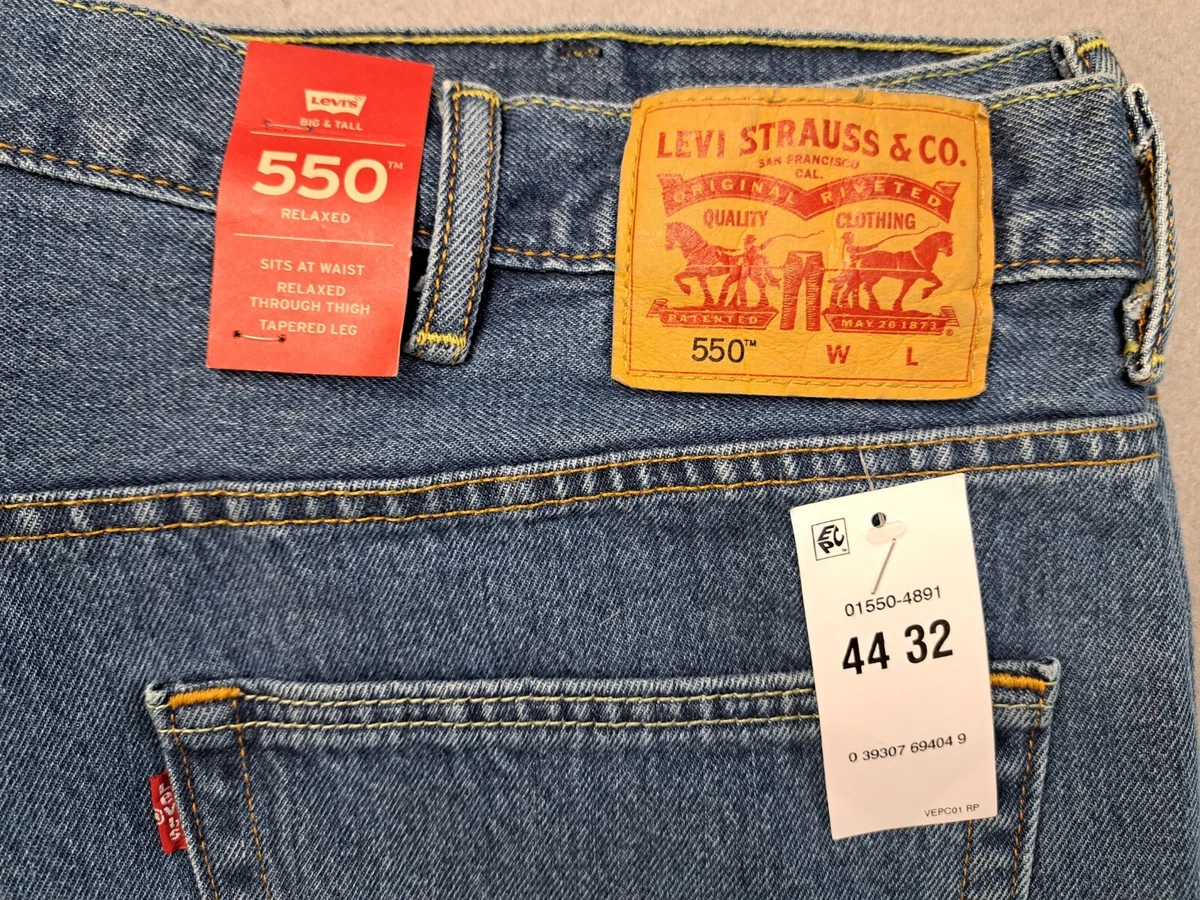 Levi's®
BIG & TALL
550™
RELAXED
SITS AT WAIST
RELAXED
THROUGH THIGH
TAPERED LEG
LEVI STRAUSS & CO.
SAN FRANCISCO
CAL.
ORIGINAL RIVETED
QUALITY CLOTHING
PATENTED MAY 20 1873 ®
550™ W L
EPC™
01550-4891
44 32
0 39307 69404 9
VEPC01 RP
LEVI'S